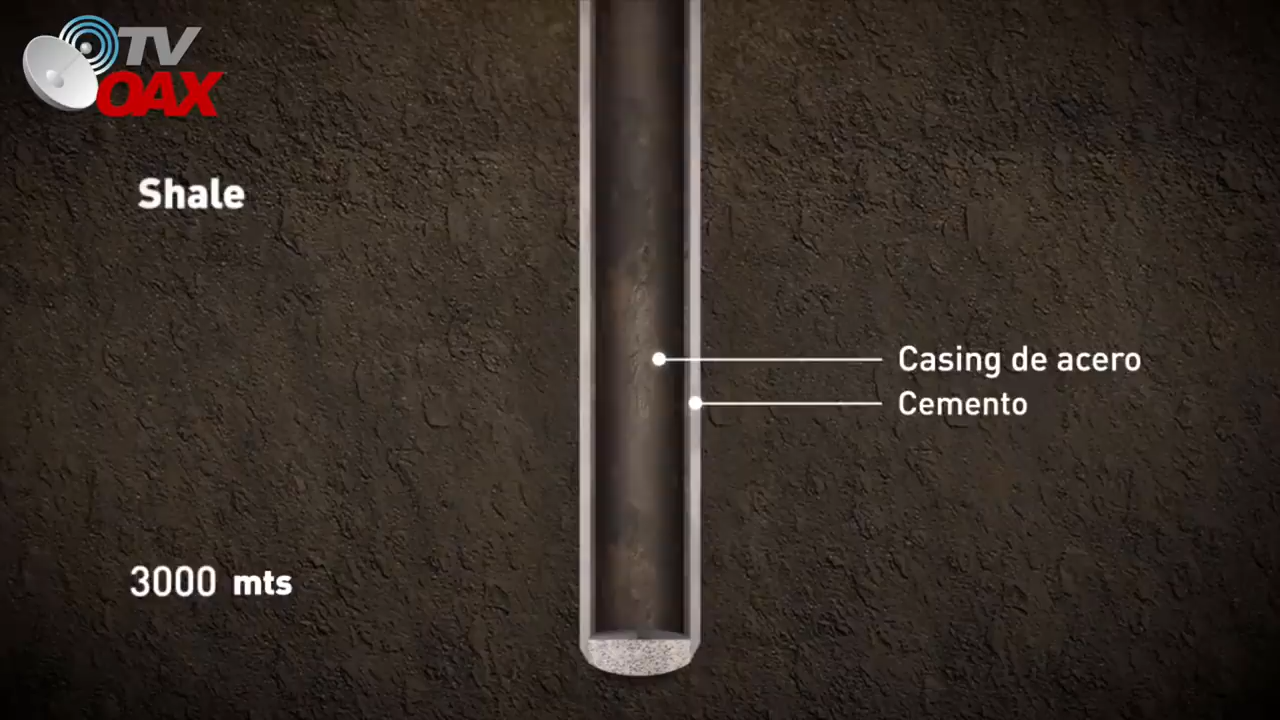 TV
OAX
Shale
Casing de acero
Cemento
3000 mts